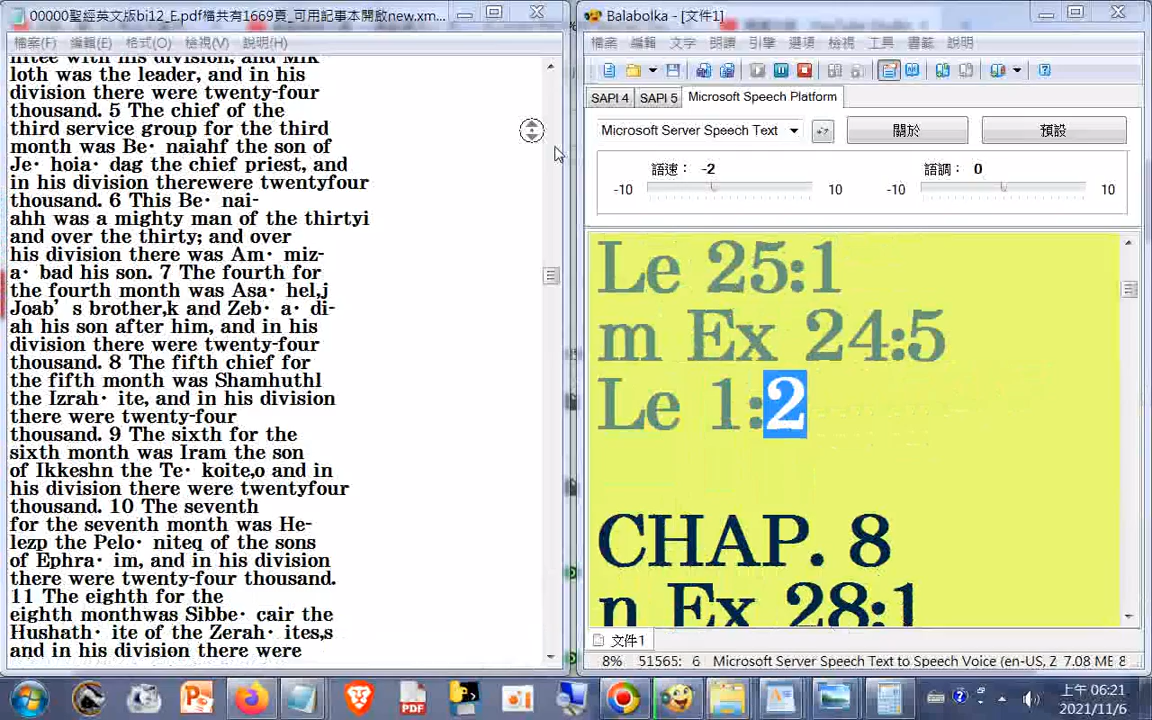 00000聖經英文版bi12_E.pdf檔共有1669頁_可用記事本開啟new.xm...
檔案(F) 編輯(E) 格式(O) 檢視(V) 說明(H)
nitee with his division, and Mik
loth was the leader, and in his
division there were twenty-four
thousand. 5 The chief of the
third service group for the third
month was Be· naiahf the son of
Je· hoia· dag the chief priest, and
in his division therewere twentyfour
thousand. 6 This Be· nai-
ahh was a mighty man of the thirtyi
and over the thirty; and over
his division there was Am· miz-
a· bad his son. 7 The fourth for
the fourth month was Asa· hel,j
Joab’s brother,k and Zeb· a· di-
ah his son after him, and in his
division there were twenty-four
thousand. 8 The fifth chief for
the fifth month was Shamhuthl
the Izrah· ite, and in his division
there were twenty-four
thousand. 9 The sixth for the
sixth month was Iram the son
of Ikkeshn the Te· koite,o and in
his division there were twentyfour
thousand. 10 The seventh
for the seventh month was He-
lezp the Pelo· niteq of the sons
of Ephra· im, and in his division
there were twenty-four thousand.
11 The eighth for the
eighth monthwas Sibbe· cair the
Hushath· ite of the Zerah· ites,s
and in his division there were
Balabolka - [文件1]
檔案 編輯 文字 朗讀 引擎 選項 檢視 工具 書籤 說明
SAPI 4 SAPI 5 Microsoft Speech Platform
Microsoft Server Speech Text 關於 預設
語速: -2 語調: 0
-10 10 -10 10
Le 25:1
m Ex 24:5
Le 1:2
CHAP. 8
n Ex 28:1
文件1
8% 51565: 6 Microsoft Server Speech Text to Speech Voice (en-US, Z 7.08 MB 8
PDF
上午 06:21
2021/11/6